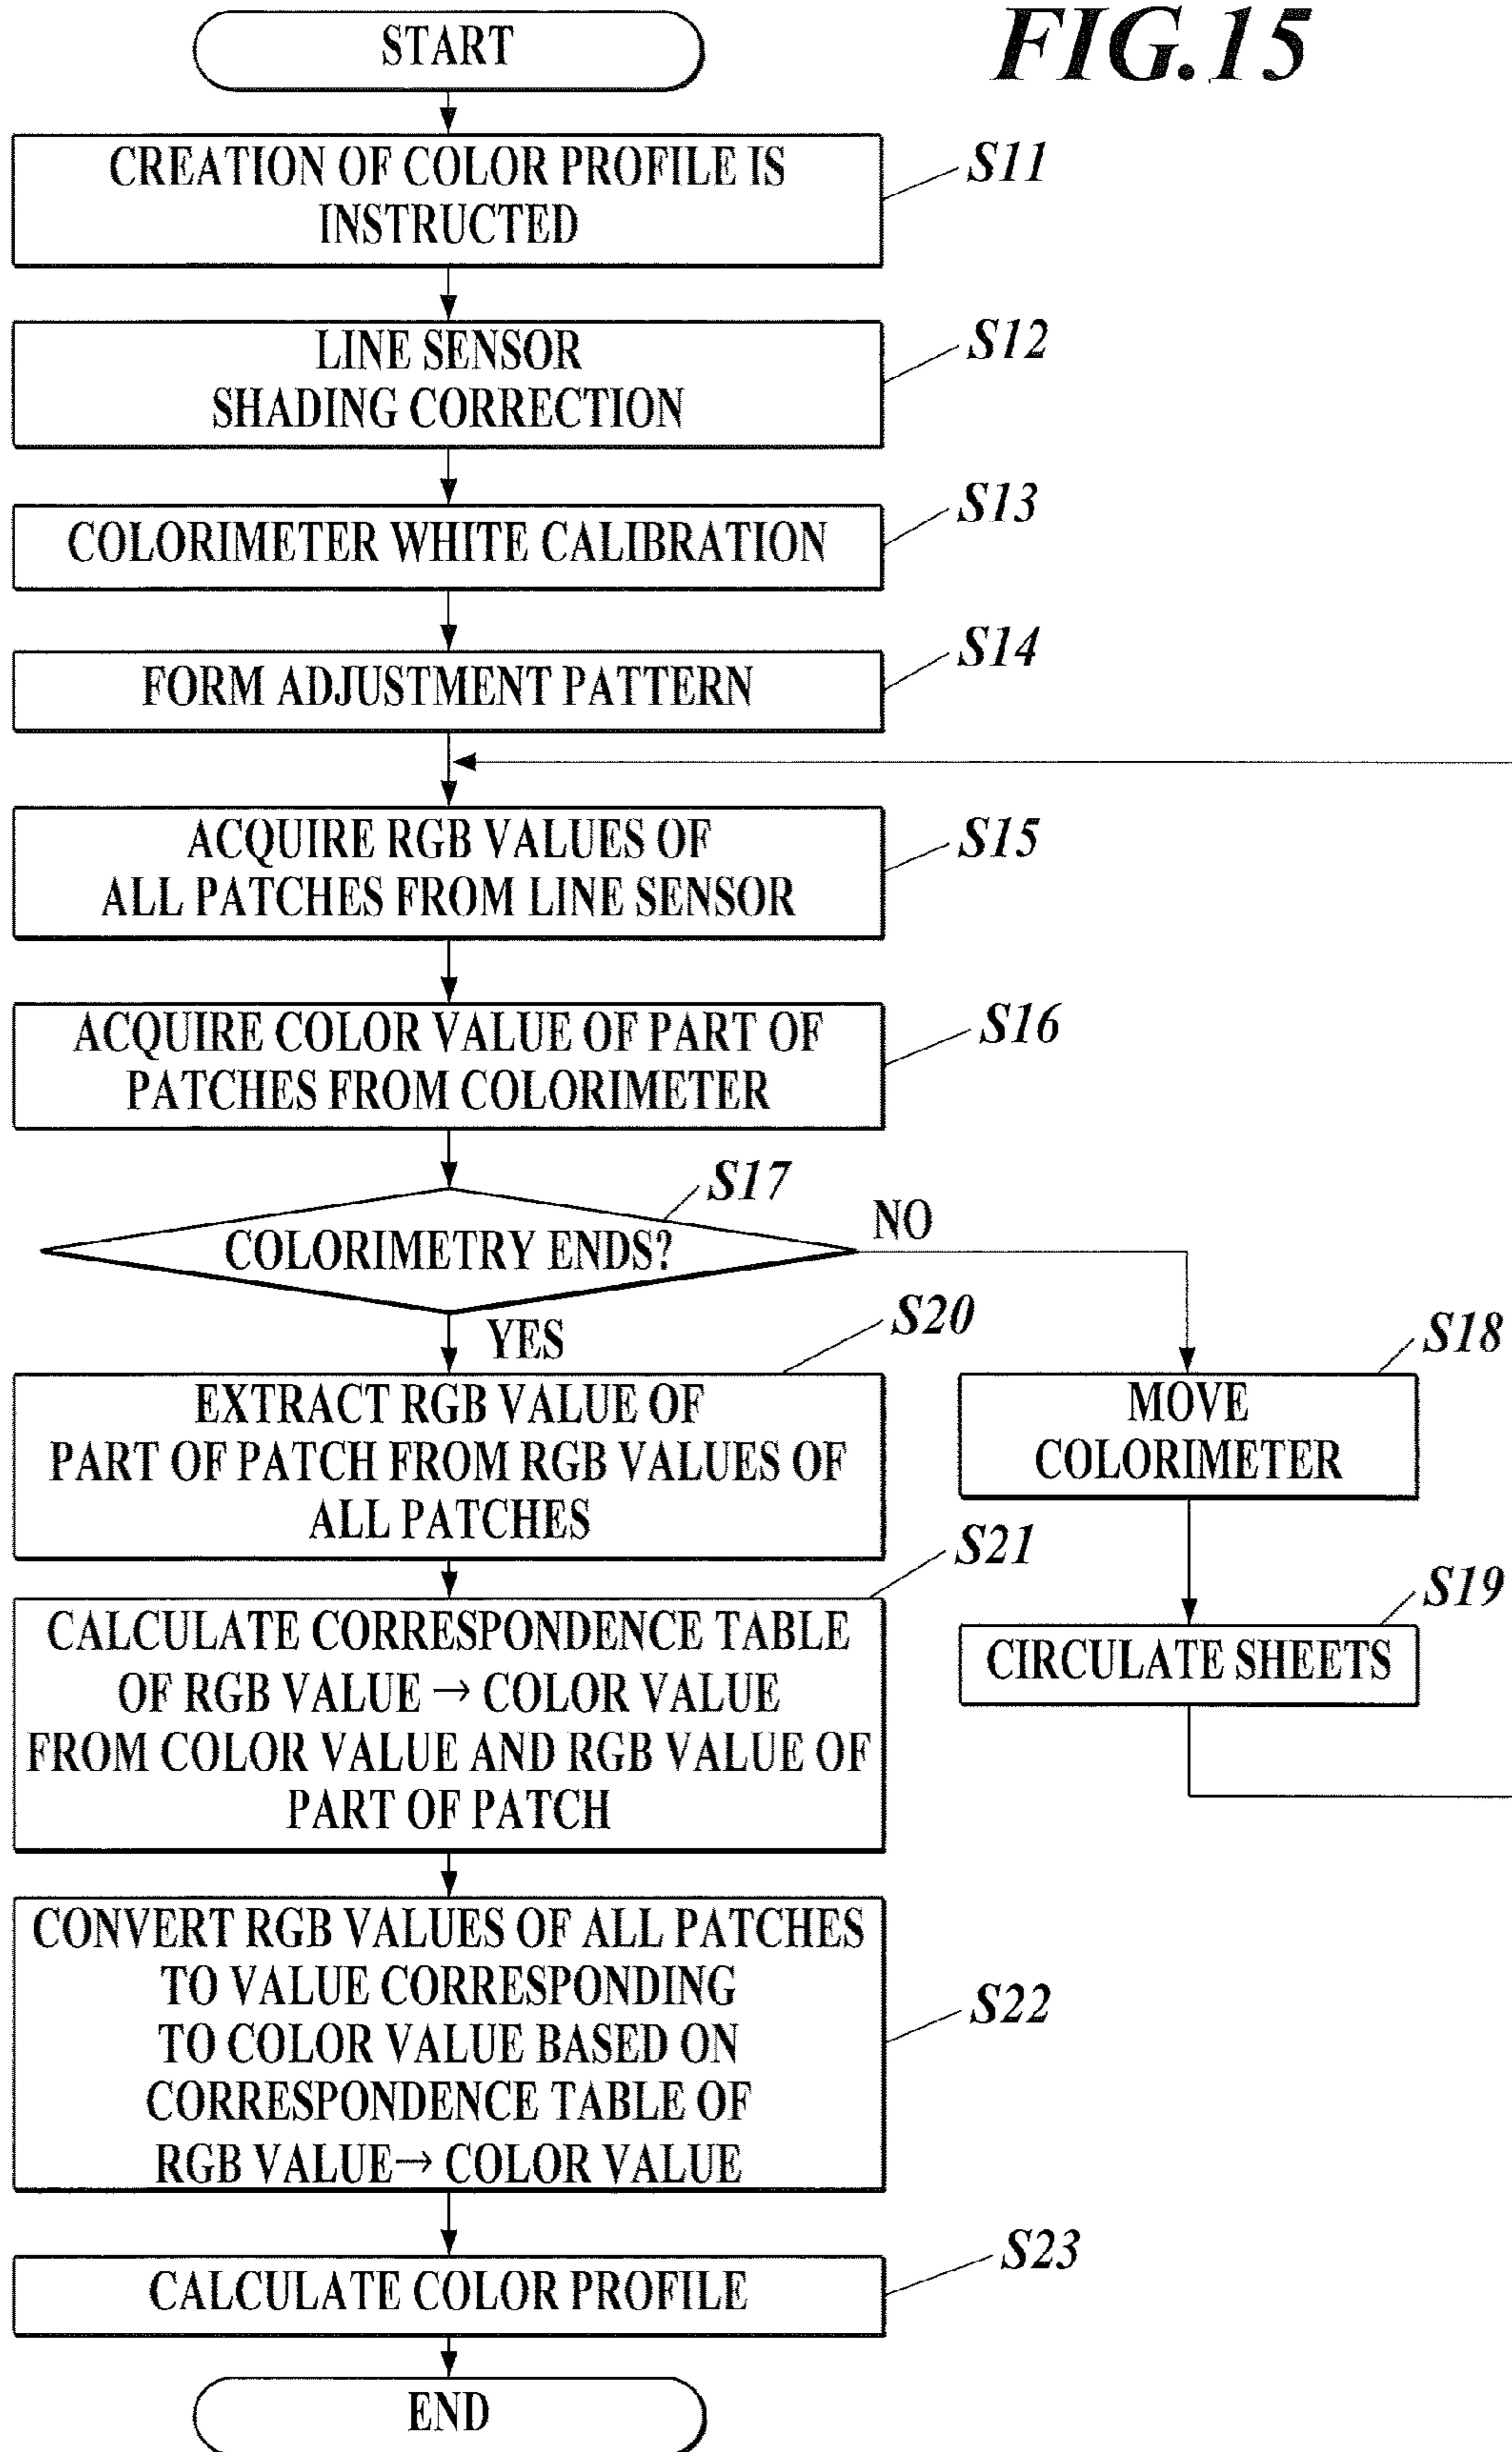 FIG.15
START
CREATION OF COLOR PROFILE IS
INSTRUCTED
S11
LINE SENSOR
SHADING CORRECTION
S12
COLORIMETER WHITE CALIBRATION
S13
FORM ADJUSTMENT PATTERN
S14
ACQUIRE RGB VALUES OF
ALL PATCHES FROM LINE SENSOR
S15
ACQUIRE COLOR VALUE OF PART OF
PATCHES FROM COLORIMETER
S16
COLORIMETRY ENDS?
S17
NO
YES
S18
MOVE
COLORIMETER
S19
CIRCULATE SHEETS
S20
EXTRACT RGB VALUE OF
PART OF PATCH FROM RGB VALUES OF
ALL PATCHES
S21
CALCULATE CORRESPONDENCE TABLE
OF RGB VALUE → COLOR VALUE
FROM COLOR VALUE AND RGB VALUE OF
PART OF PATCH
CONVERT RGB VALUES OF ALL PATCHES
TO VALUE CORRESPONDING
TO COLOR VALUE BASED ON
CORRESPONDENCE TABLE OF
RGB VALUE→ COLOR VALUE
S22
CALCULATE COLOR PROFILE
S23
END